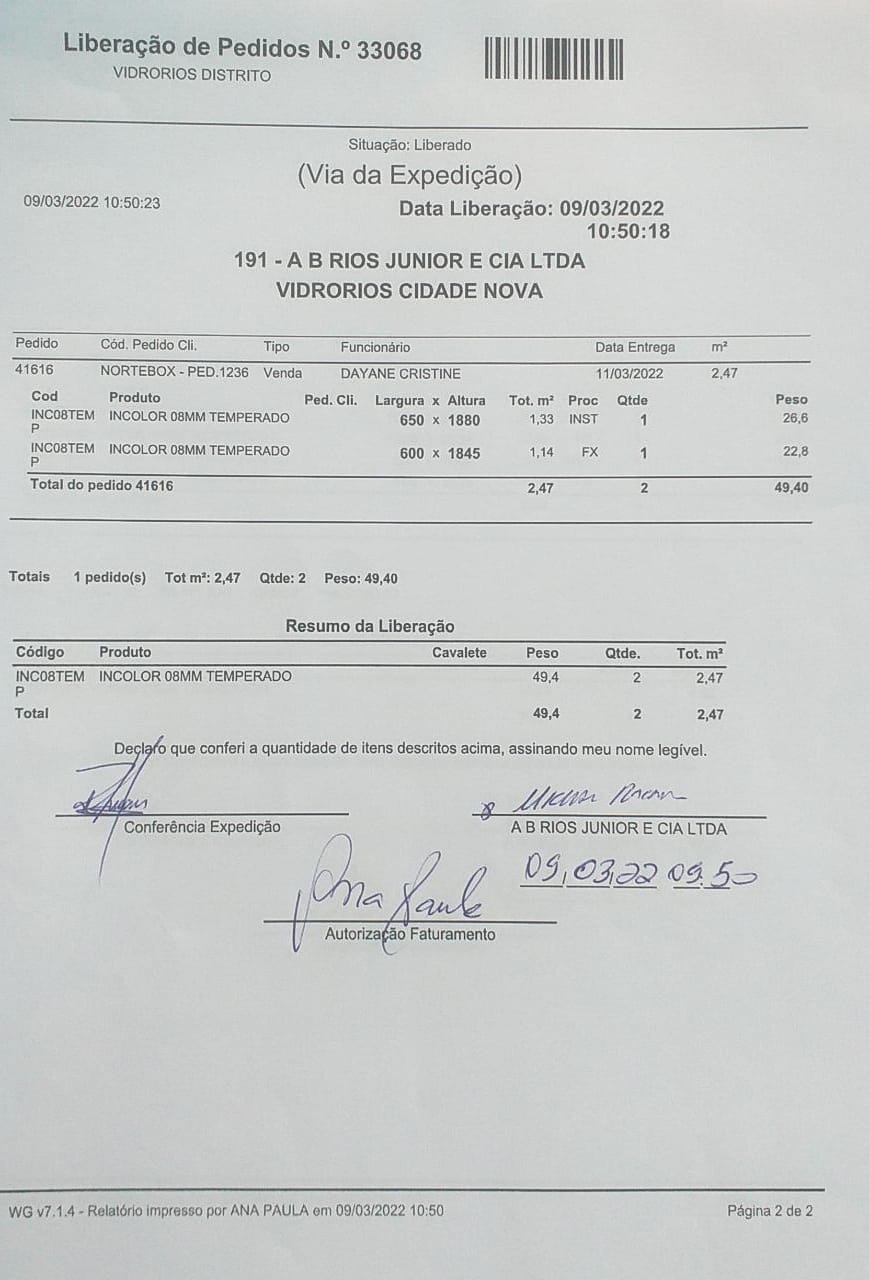 Liberação de Pedidos N.º 33068
VIDRORIOS DISTRITO
Situação: Liberado
(Via da Expedição)
09/03/2022 10:50:23
Data Liberação: 09/03/2022
10:50:18
191 - A B RIOS JUNIOR E CIA LTDA
VIDRORIOS CIDADE NOVA
Pedido Cód. Pedido Cli. Tipo Funcionário Data Entrega m²
41616 NORTEBOX - PED.1236 Venda DAYANE CRISTINE 11/03/2022 2,47
Cod Produto Ped. Cli. Largura x Altura Tot. m² Proc Qtde Peso
INC08TEM INCOLOR 08MM TEMPERADO 650 x 1880 1,33 INST 1 26,6
P
INC08TEM INCOLOR 08MM TEMPERADO 600 x 1845 1,14 FX 1 22,8
P
Total do pedido 41616 2,47 2 49,40
Totais 1 pedido(s) Tot m²: 2,47 Qtde: 2 Peso: 49,40
Resumo da Liberação
Código Produto Cavalete Peso Qtde. Tot. m²
INC08TEM INCOLOR 08MM TEMPERADO 49,4 2 2,47
P
Total 49,4 2 2,47
Declaro que conferi a quantidade de itens descritos acima, assinando meu nome legível.
Conferência Expedição
A B RIOS JUNIOR E CIA LTDA
09,03,22 09.50
Ana Paula
Autorização Faturamento
WG v7.1.4 - Relatório impresso por ANA PAULA em 09/03/2022 10:50 Página 2 de 2